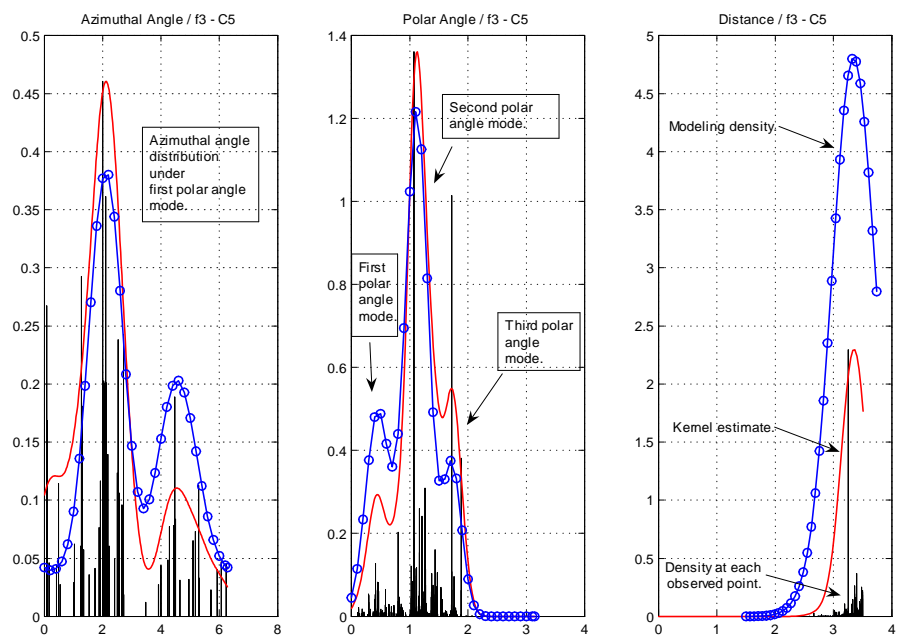 Azimuthal Angle / f3 - C5
0.5
0.45
0.4
0.35
0.3
0.25
0.2
0.15
0.1
0.05
0
0 2 4 6 8
Azimuthal angle
distribution
under
first polar angle
mode.
Polar Angle / f3 - C5
1.4
1.2
1
0.8
0.6
0.4
0.2
0
0 1 2 3 4
Second polar
angle mode.
First
polar
angle
mode.
Third polar
angle
mode.
Distance / f3 - C5
5
4.5
4
3.5
3
2.5
2
1.5
1
0.5
0
0 1 2 3 4
Modeling density.
Kernel estimate.
Density at each
observed point.